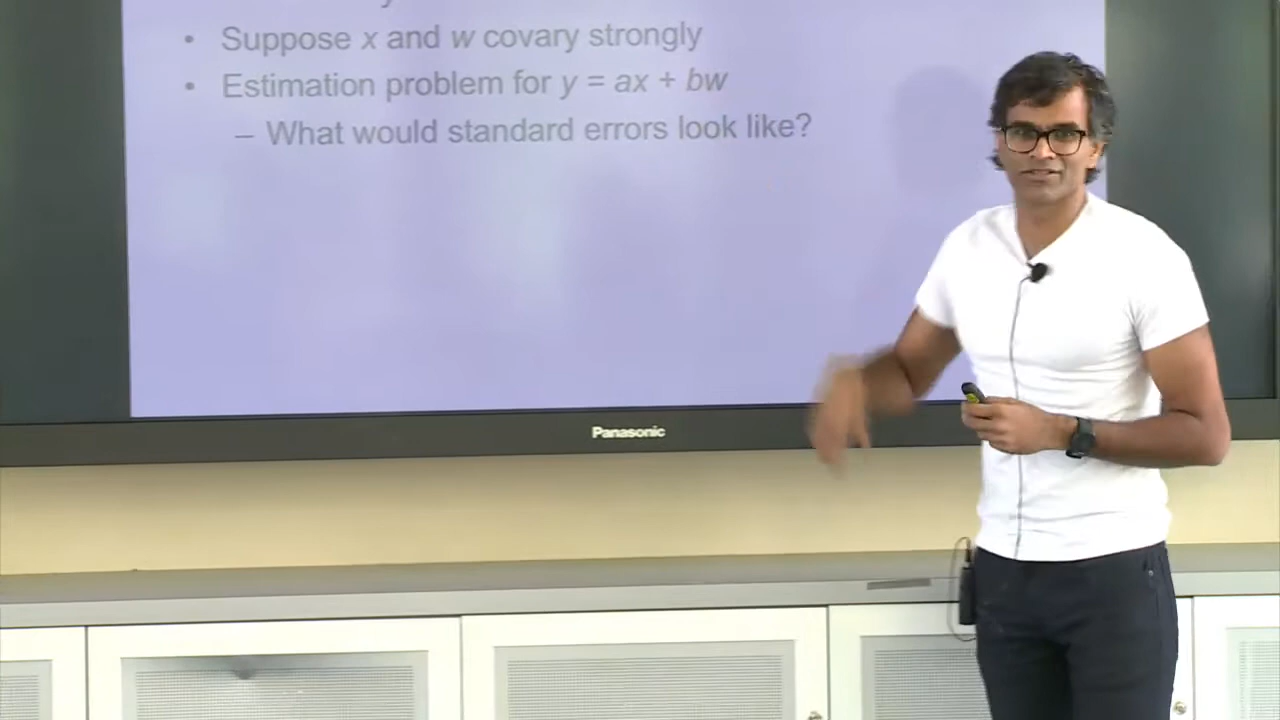 • Suppose x and w covary strongly
• Estimation problem for y = ax + bw
– What would standard errors look like?
Panasonic